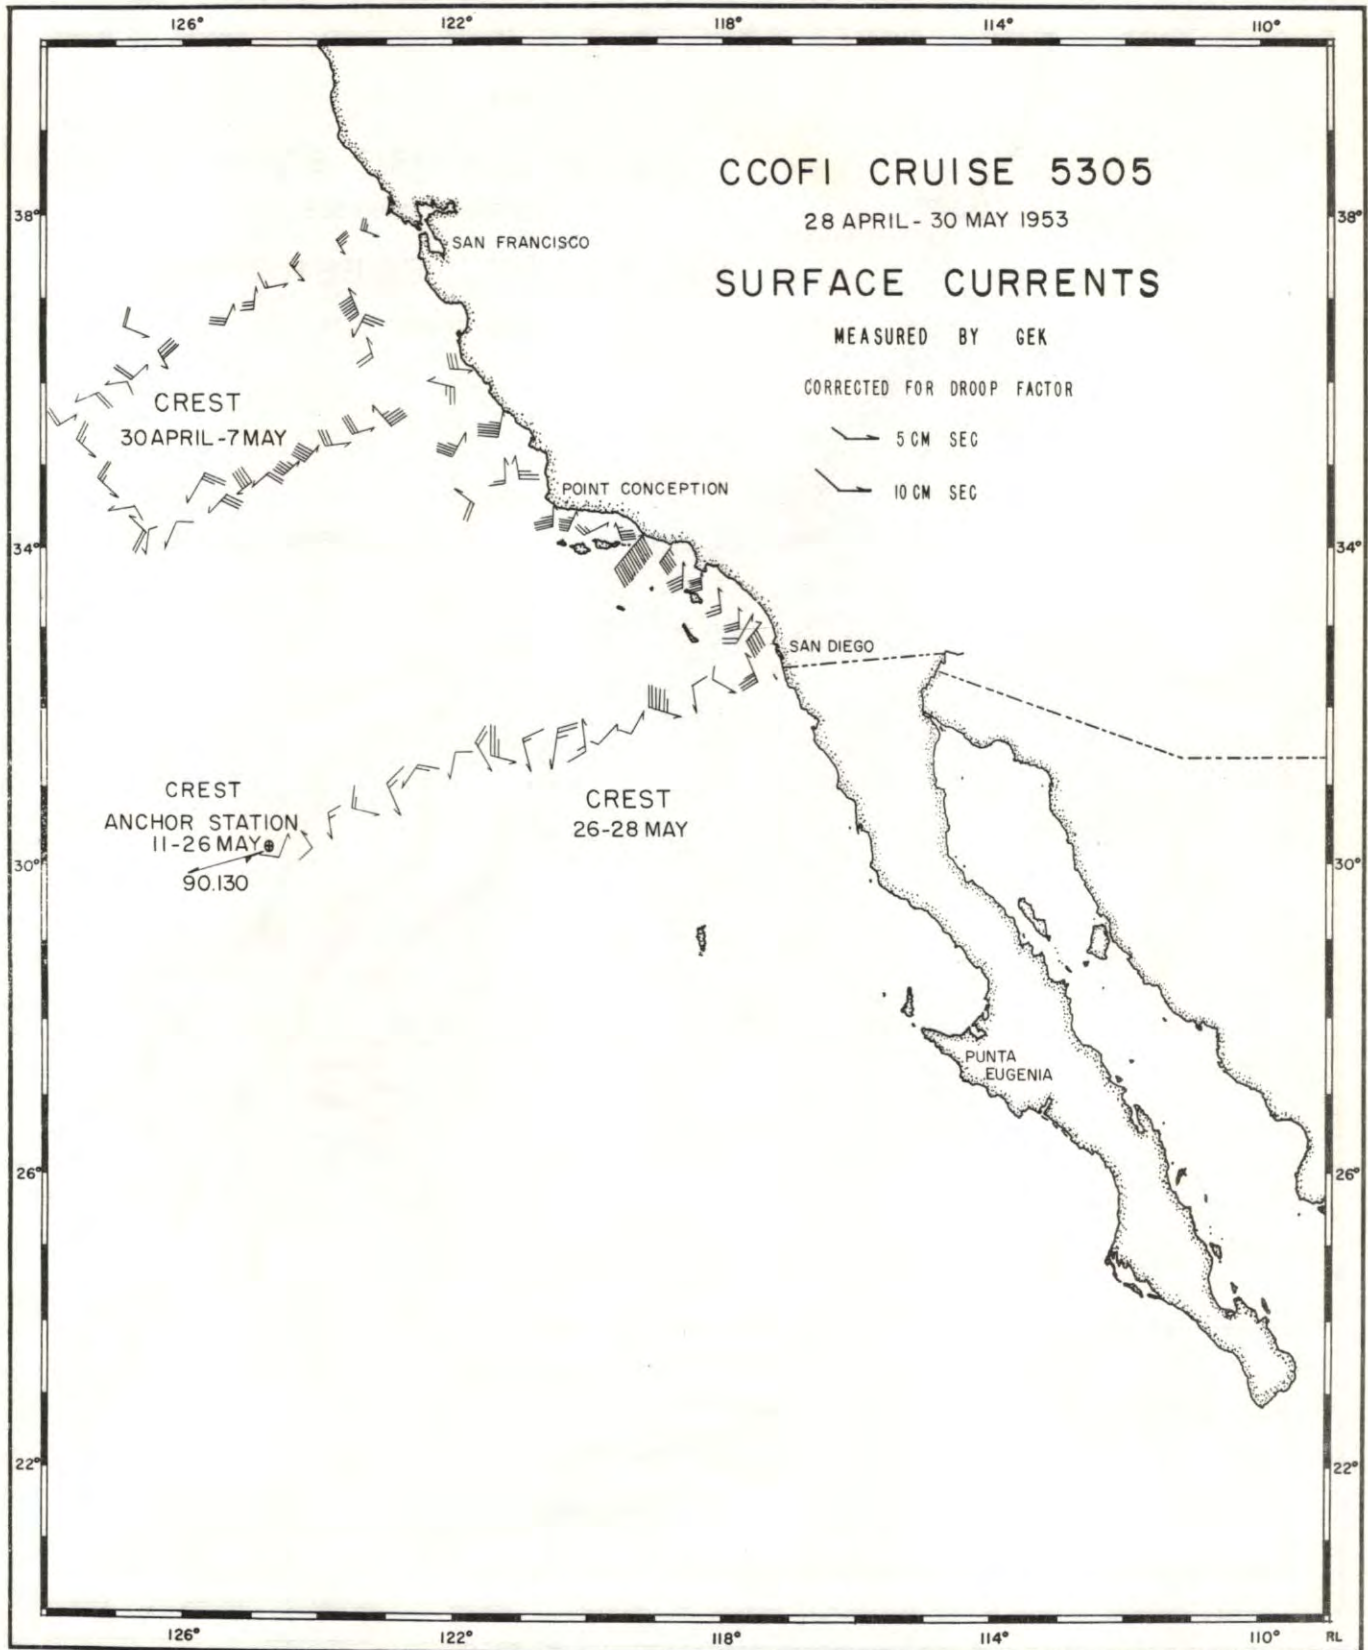 126° 122° 118° 114° 110°
CCOFI CRUISE 5305
28 APRIL - 30 MAY 1953
38° 38°
SAN FRANCISCO
SURFACE CURRENTS
MEASURED BY GEK
CORRECTED FOR DROOP FACTOR
CREST
30 APRIL - 7 MAY
5 CM SEC
POINT CONCEPTION
10 CM SEC
34° 34°
SAN DIEGO
CREST
ANCHOR STATION
11-26 MAY
CREST
26-28 MAY
30° 30°
90.130
PUNTA
EUGENIA
26° 26°
22° 22°
126° 122° 118° 114° 110° RL